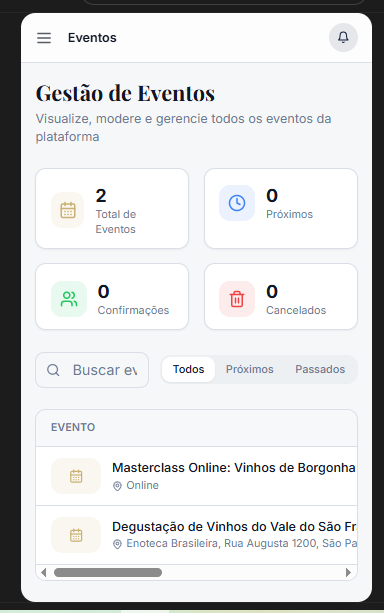 Eventos
Gestão de Eventos
Visualize, modere e gerencie todos os eventos da
plataforma
2
Total de
Eventos
0
Próximos
0
Confirmações
0
Cancelados
Buscar ev
Todos
Próximos
Passados
EVENTO
Masterclass Online: Vinhos de Borgonha
Online
Degustação de Vinhos do Vale do São Fr
Enoteca Brasileira, Rua Augusta 1200, São Pa